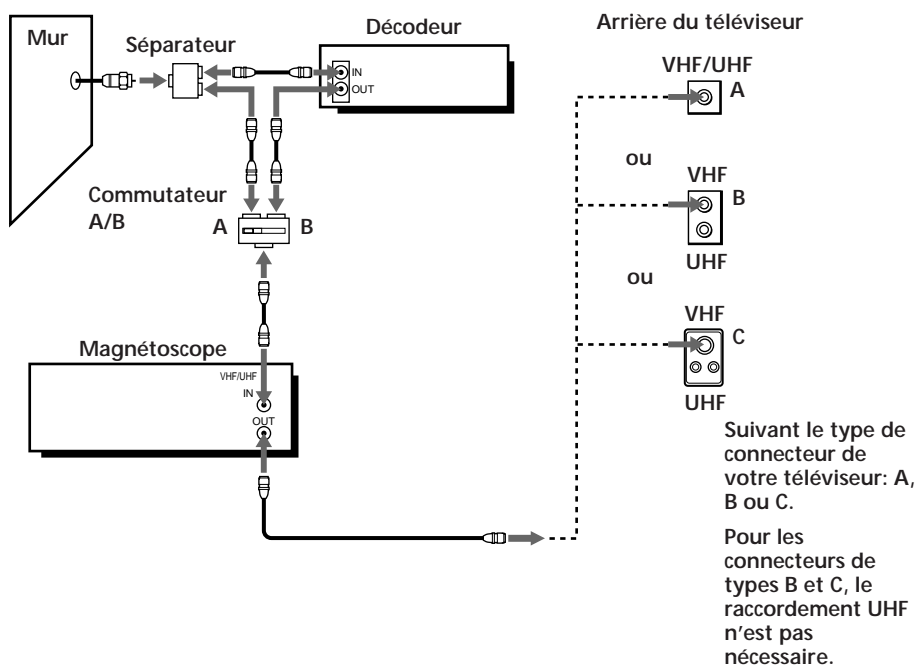 Mur
Séparateur
Décodeur
IN
OUT
Commutateur
A/B
A
B
Magnétoscope
VHF/UHF
IN
OUT
Arrière du téléviseur
VHF/UHF
A
ou
VHF
B
UHF
ou
VHF
C
UHF
Suivant le type de
connecteur de
votre téléviseur: A,
B ou C.
Pour les
connecteurs de
types B et C, le
raccordement UHF
n'est pas
nécessaire.